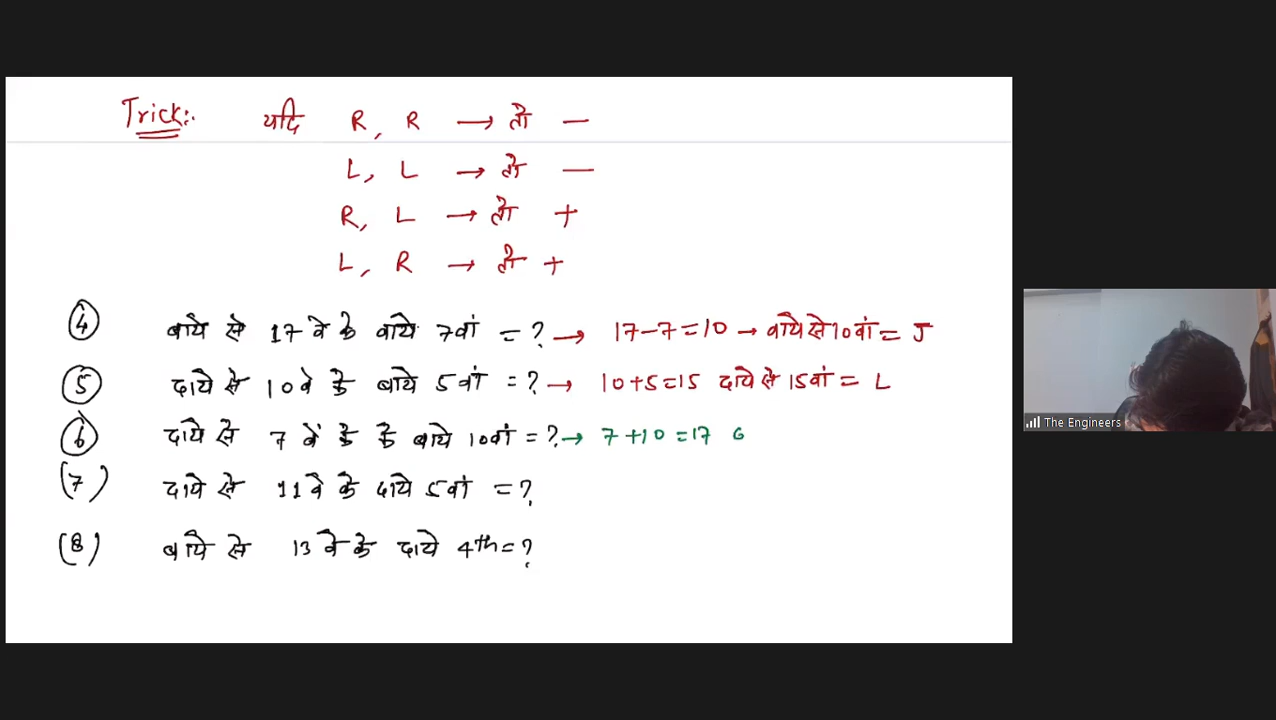 Trick:. यदि R, R → तो —
L, L → तो —
R, L → तो +
L, R → तो +
(4) बाये से 17 वे के बाये 7वां = ? → 17-7=10 → बाये से 10वां = J
(5) दाये से 10वे के बाये 5वां = ? → 10+5=15 दाये से 15वां = L
(6) दाये से 7 वें के के बाये 10वां = ? → 7+10=17
(7) दाये से 11 वे के दाये 5वां = ?
(8) बाये से 13 वे के दाये 4th = ?
The Engineers